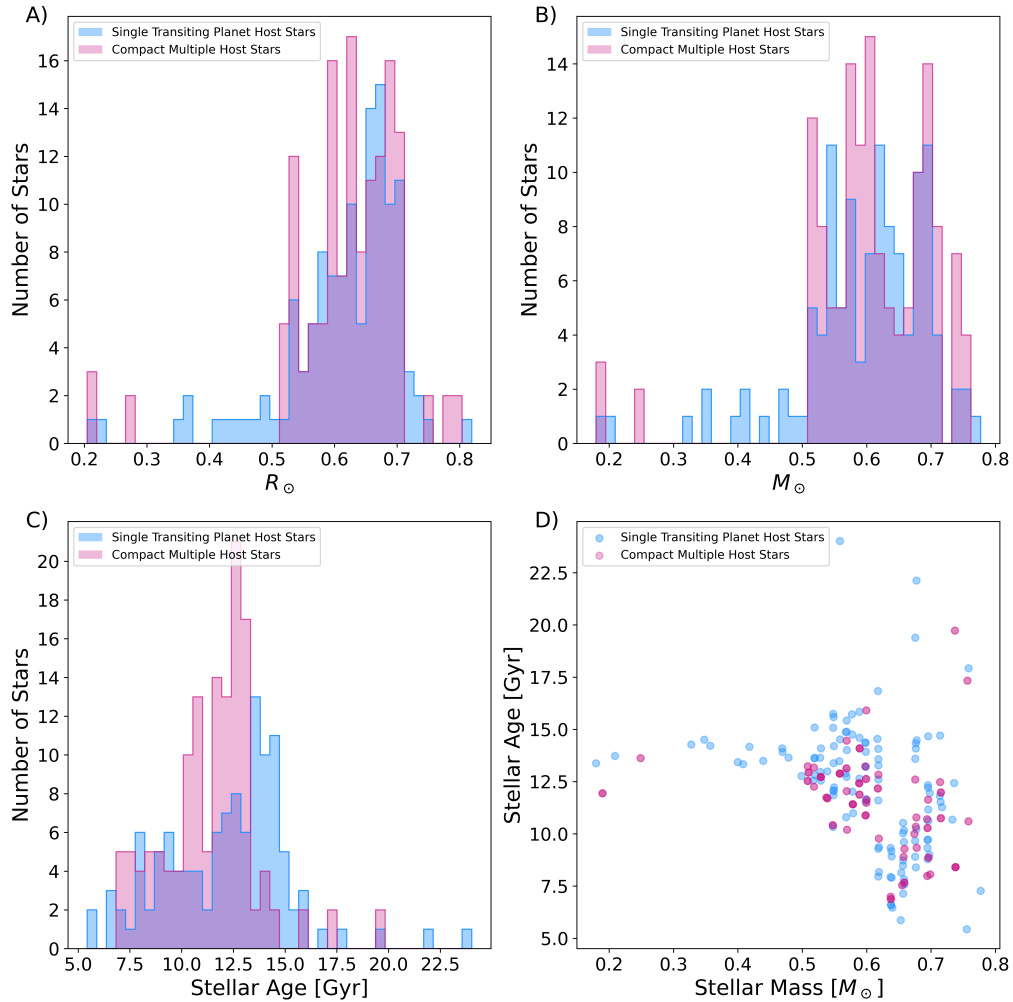 A)
Single Transiting Planet Host Stars
Compact Multiple Host Stars
Number of Stars
16
14
12
10
8
6
4
2
0
0.2 0.3 0.4 0.5 0.6 0.7 0.8
R⊙
B)
Single Transiting Planet Host Stars
Compact Multiple Host Stars
Number of Stars
14
12
10
8
6
4
2
0
0.2 0.3 0.4 0.5 0.6 0.7 0.8
M⊙
C)
Single Transiting Planet Host Stars
Compact Multiple Host Stars
Number of Stars
20
18
16
14
12
10
8
6
4
2
0
5.0 7.5 10.0 12.5 15.0 17.5 20.0 22.5
Stellar Age [Gyr]
D)
Single Transiting Planet Host Stars
Compact Multiple Host Stars
Stellar Age [Gyr]
22.5
20.0
17.5
15.0
12.5
10.0
7.5
5.0
0.2 0.3 0.4 0.5 0.6 0.7 0.8
Stellar Mass [M⊙]